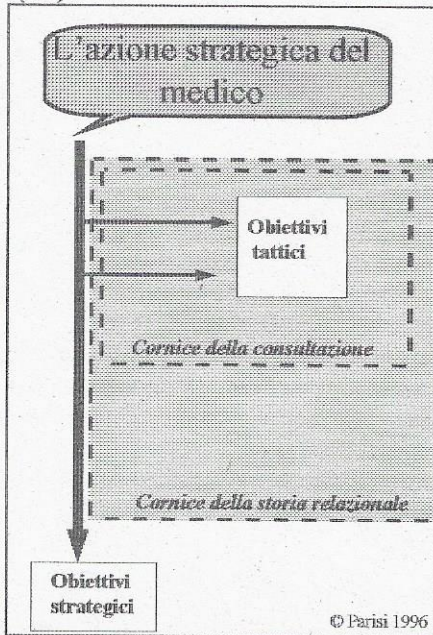 L'azione strategica del
medico
Obiettivi
tattici
Cornice della consultazione
Cornice della storia relazionale
Obiettivi
strategici
© Parisi 1996